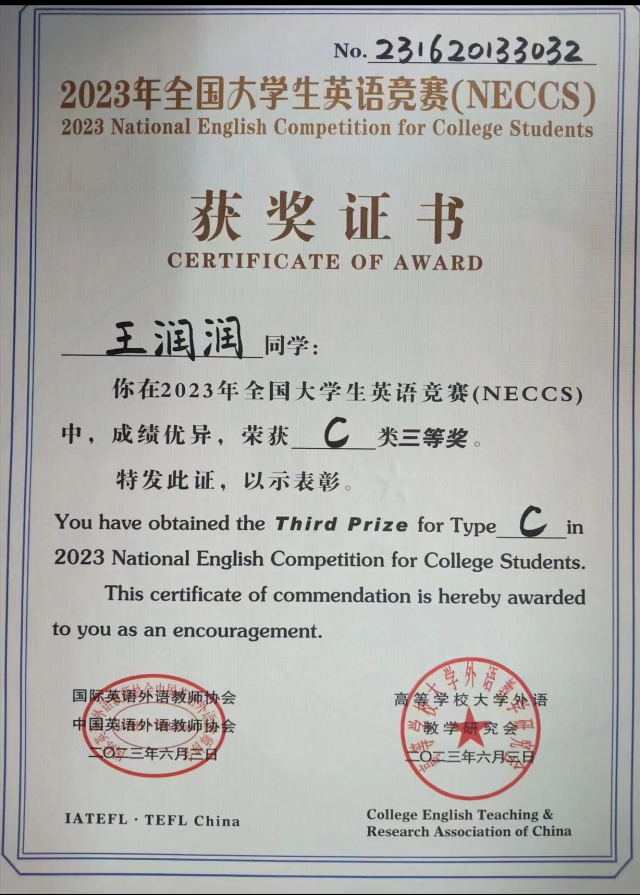 No. 231620133032
2023年全国大学生英语竞赛(NECCS)
2023 National English Competition for College Students
获奖证书
CERTIFICATE OF AWARD
王润润 同学:
你在2023年全国大学生英语竞赛(NECCS)
中，成绩优异，荣获 C 类三等奖。
特发此证，以示表彰。
You have obtained the Third Prize for Type C in
2023 National English Competition for College Students.
This certificate of commendation is hereby awarded
to you as an encouragement.
国际英语外语教师协会
中国英语外语教师协会
二〇二三年六月三日
IATEFL · TEFL China
高等学校大学外语
教学研究会
二〇二三年六月三日
College English Teaching &
Research Association of China